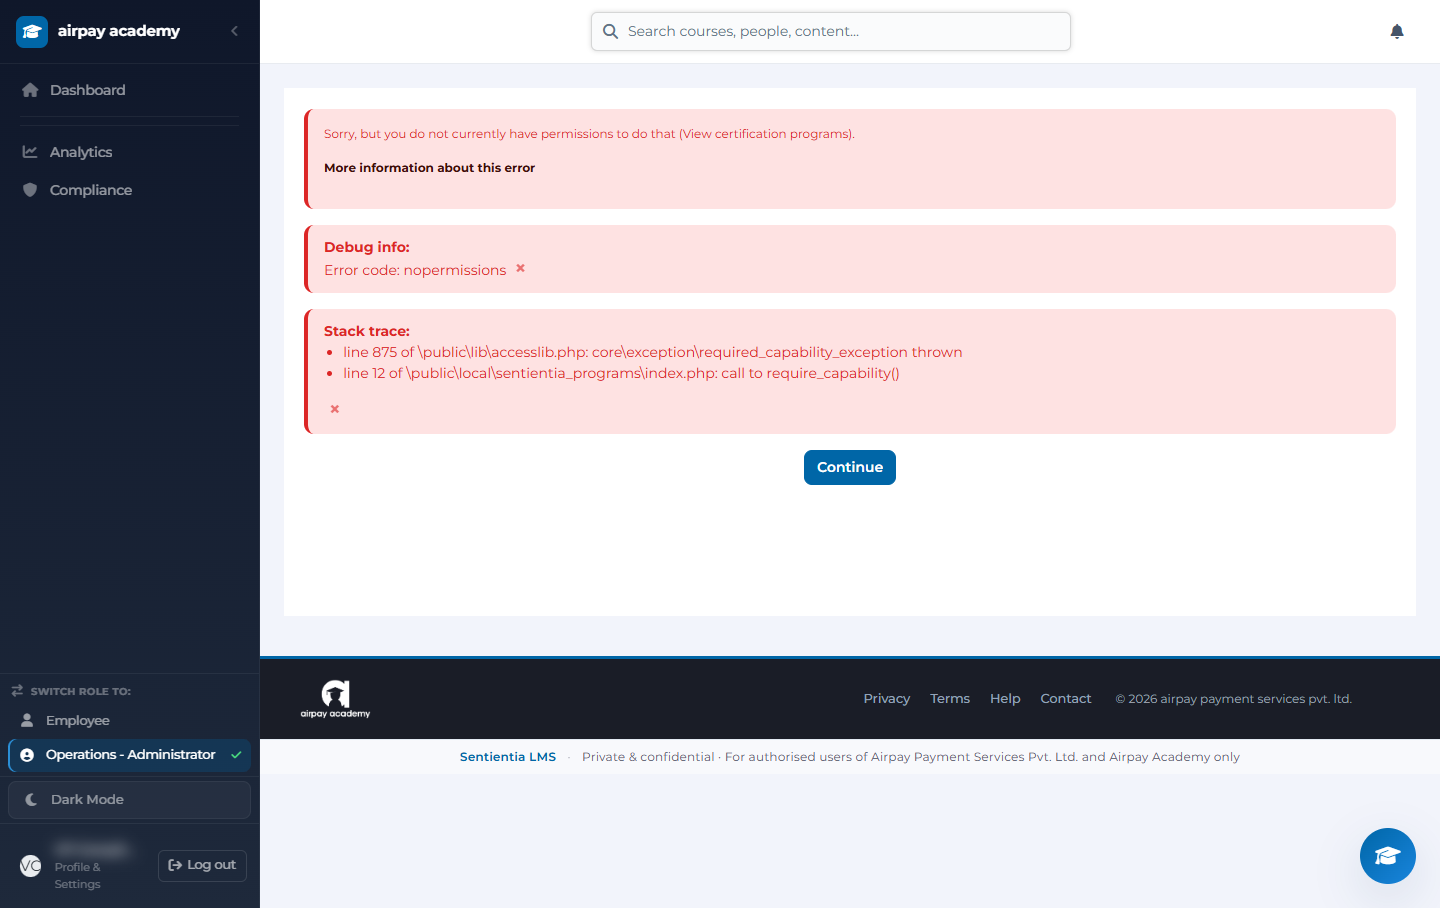 airpay academy
Search courses, people, content...
Dashboard
Analytics
Compliance
Sorry, but you do not currently have permissions to do that (View certification programs).
More information about this error
Debug info:
Error code: nopermissions
Stack trace:
line 875 of \public\lib\accesslib.php: core\exception\required_capability_exception thrown
line 12 of \public\local\sentientia_programs\index.php: call to require_capability()
Continue
SWITCH ROLE TO:
Employee
Operations - Administrator
Dark Mode
VC
Profile &
Settings
Log out
airpay academy
Privacy
Terms
Help
Contact
© 2026 airpay payment services pvt. ltd.
Sentientia LMS · Private & confidential · For authorised users of Airpay Payment Services Pvt. Ltd. and Airpay Academy only